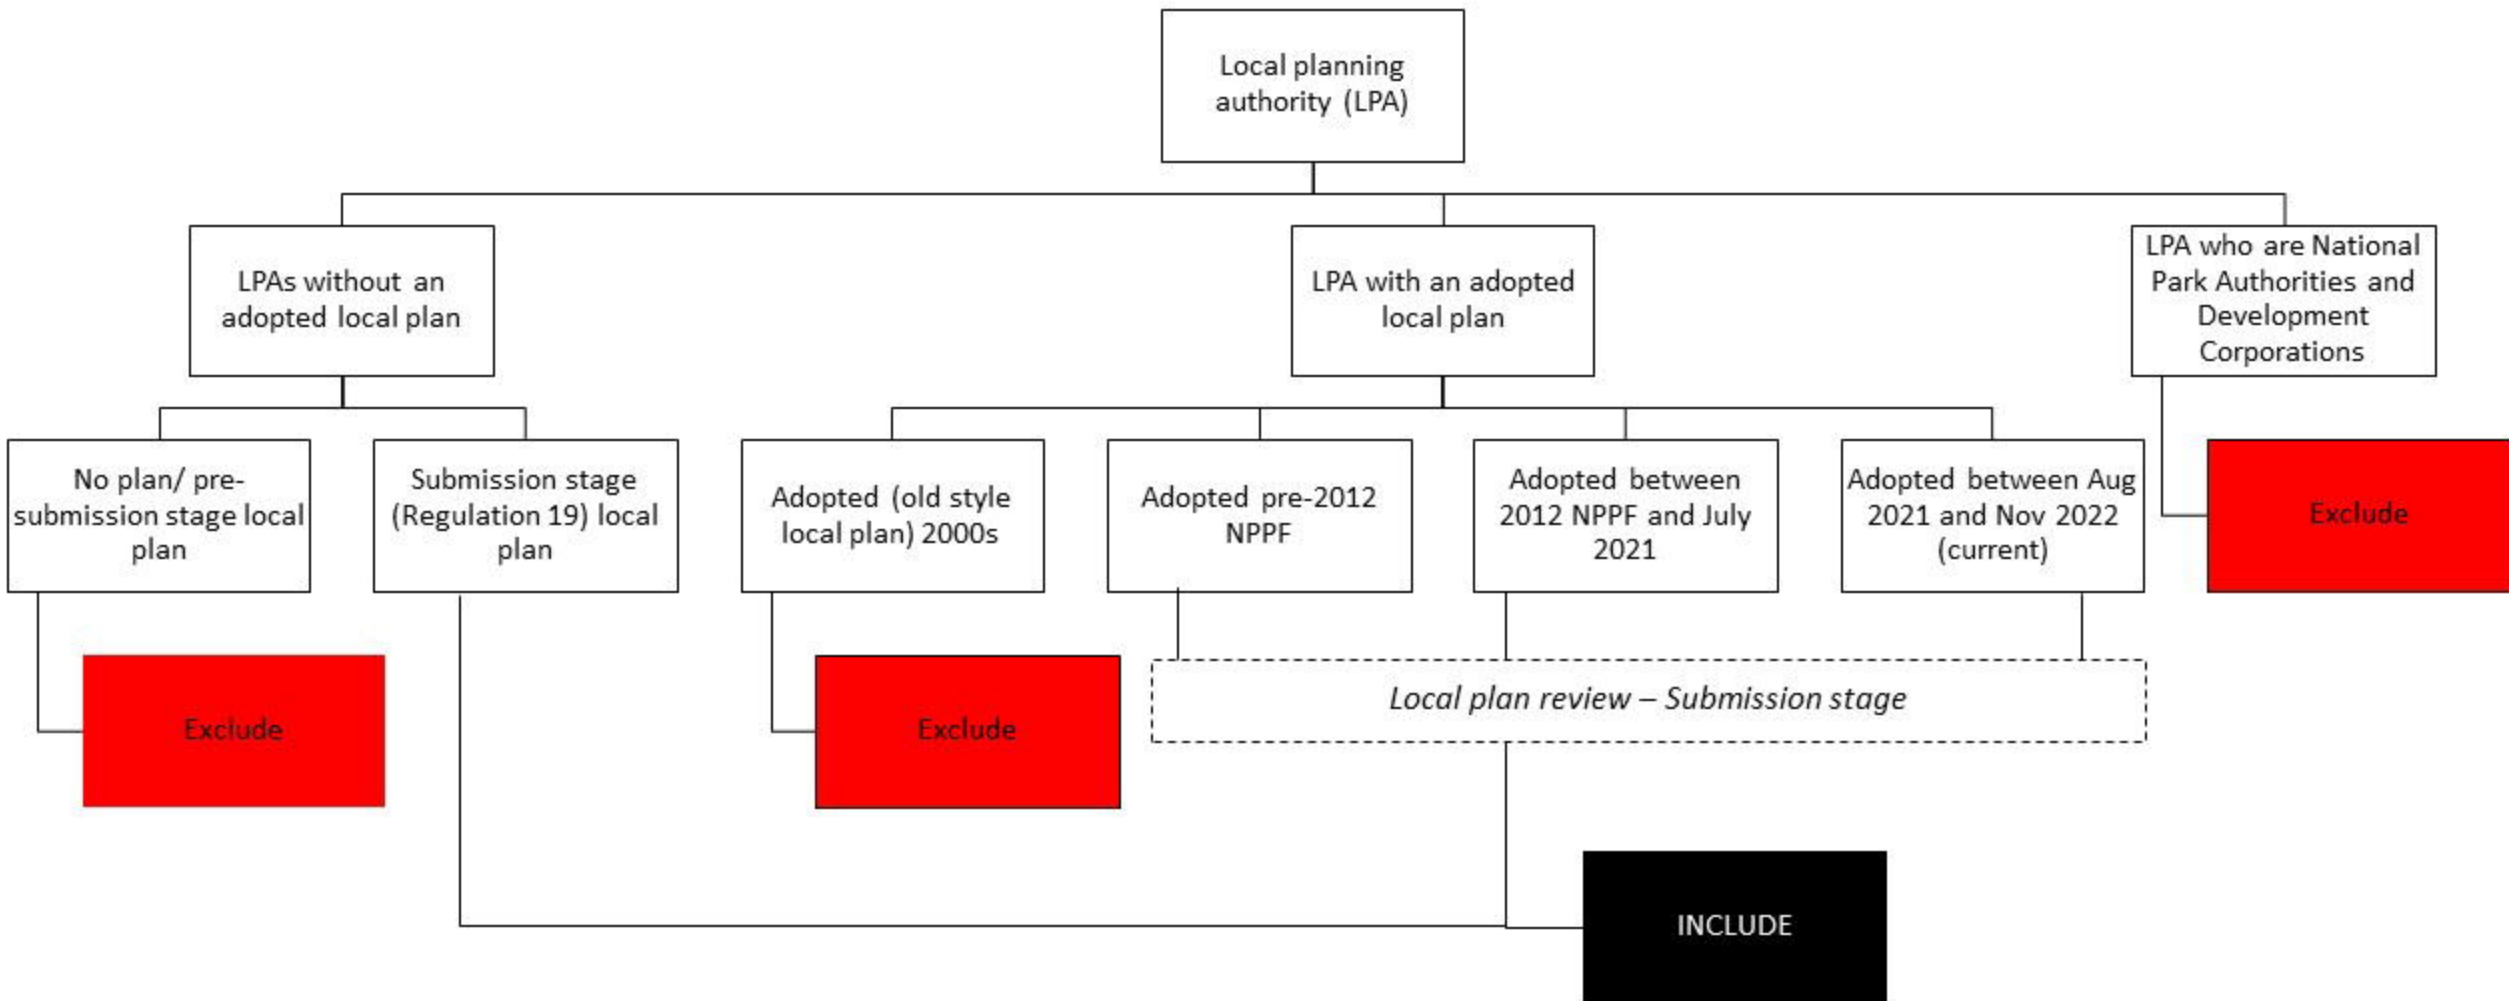 Local planning
authority (LPA)
LPAs without an
adopted local plan
LPA with an adopted
local plan
LPA who are National
Park Authorities and
Development
Corporations
No plan/ pre-
submission stage local
plan
Submission stage
(Regulation 19) local
plan
Adopted (old style
local plan) 2000s
Adopted pre-2012
NPPF
Adopted between
2012 NPPF and July
2021
Adopted between Aug
2021 and Nov 2022
(current)
Exclude
Exclude
Exclude
Local plan review – Submission stage
INCLUDE